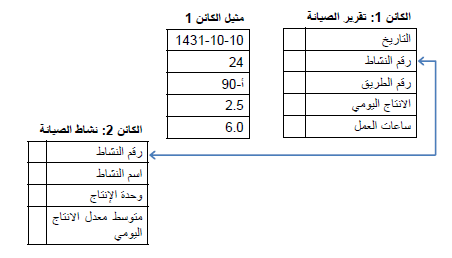 الكائن 1: تقرير الصيانة
التاريخ
رقم النشاط
رقم الطريق
الانتاج اليومي
ساعات العمل
مثيل الكائن 1
1431-10-10
24
أ-90
2.5
6.0
الكائن 2: نشاط الصيانة
رقم النشاط
اسم النشاط
وحدة الإنتاج
متوسط معدل الانتاج
اليومي